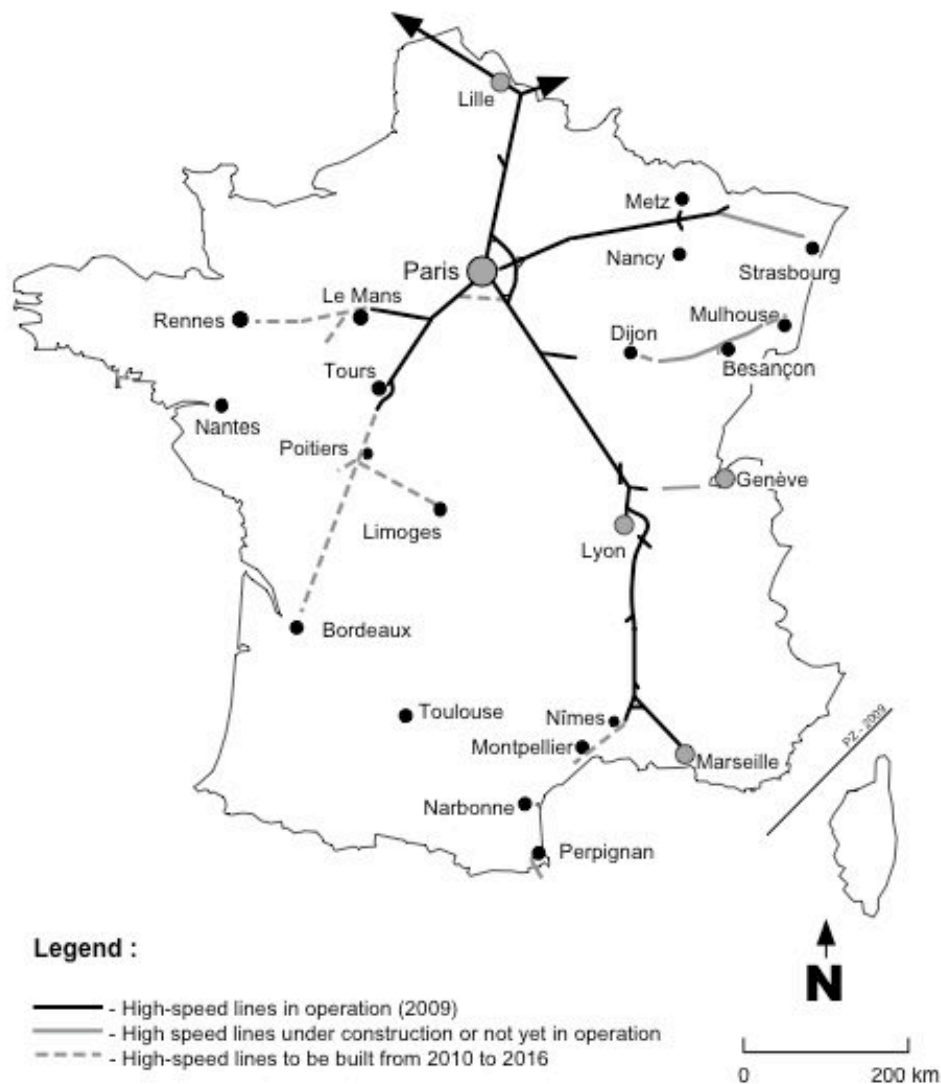 Lille
Metz
Paris
Nancy
Strasbourg
Le Mans
Rennes
Mulhouse
Dijon
Tours
Besançon
Nantes
Poitiers
Genève
Limoges
Lyon
Bordeaux
Toulouse
Nîmes
PZ - 2009
Montpellier
Marseille
Narbonne
Perpignan
Legend :
- High-speed lines in operation (2009)
- High speed lines under construction or not yet in operation
- High-speed lines to be built from 2010 to 2016
N
0 200 km